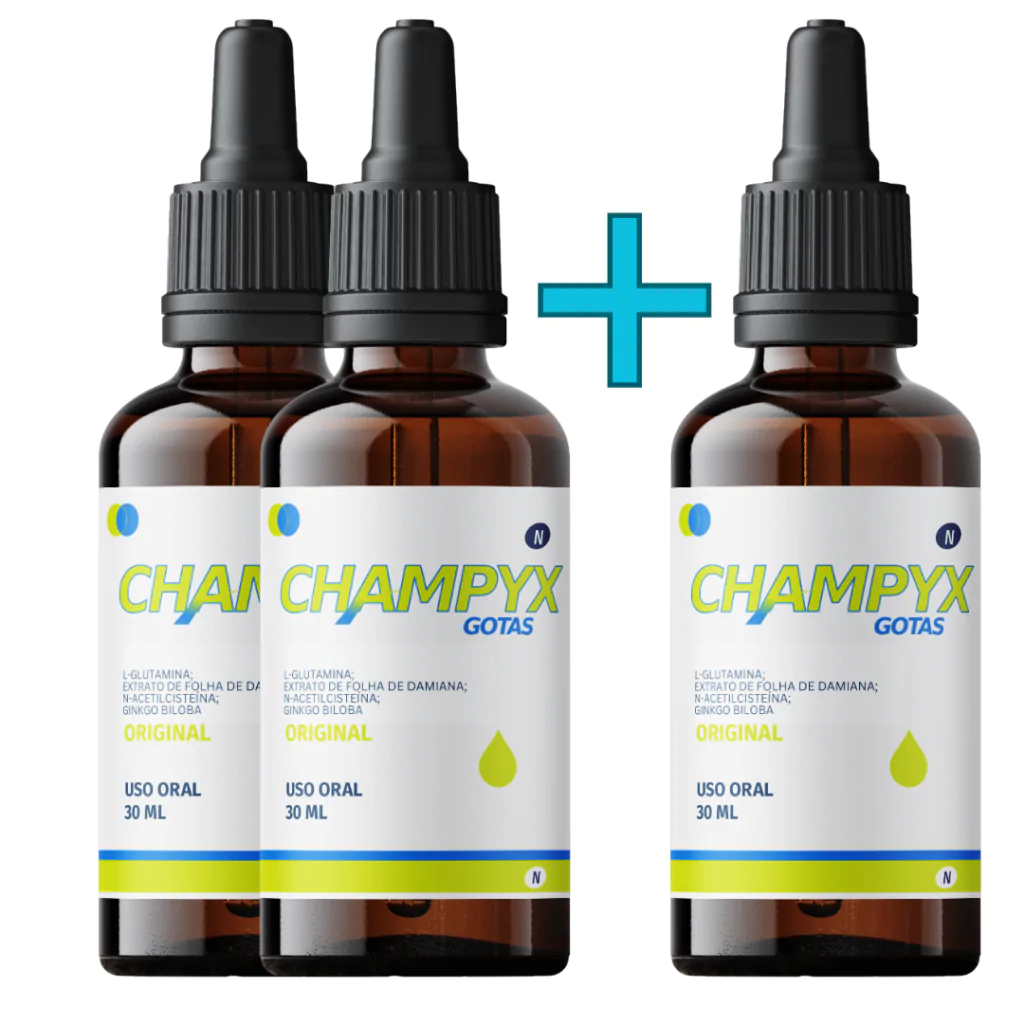 CHAM
L-GLUTAMINA;
EXTRATO DE FOLHA DE DA
N-ACETILCISTEÍNA;
GINKGO BILOBA
ORIGINAL
USO ORAL
30 ML
N
CHAMPYX
GOTAS
L-GLUTAMINA;
EXTRATO DE FOLHA DE DAMIANA;
N-ACETILCISTEÍNA;
GINKGO BILOBA
ORIGINAL
USO ORAL
30 ML
N
N
CHAMPYX
GOTAS
L-GLUTAMINA;
EXTRATO DE FOLHA DE DAMIANA;
N-ACETILCISTEÍNA;
GINKGO BILOBA
ORIGINAL
USO ORAL
30 ML
N